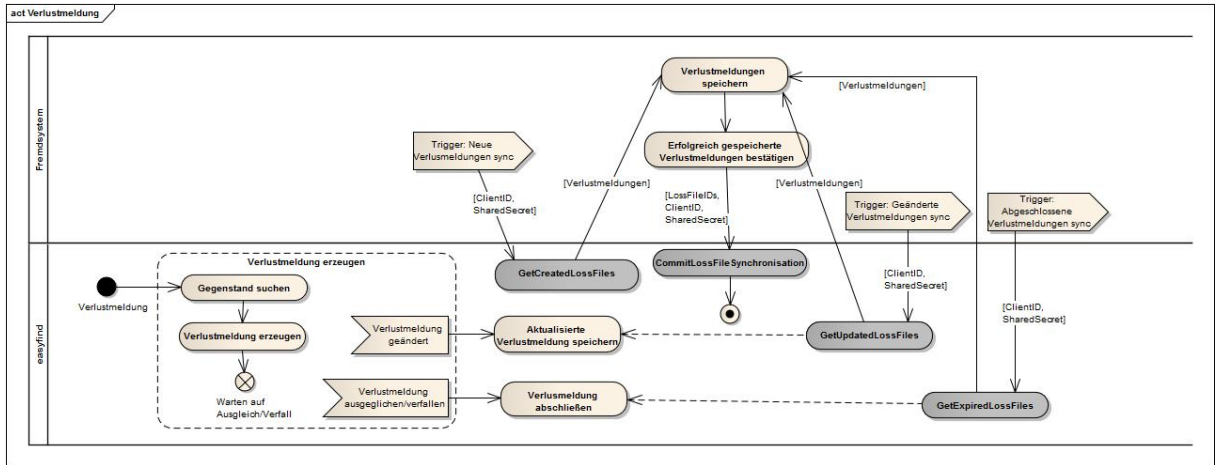 act Verlustmeldung
Fremdsystem
Verlustmeldungen
speichern
[Verlustmeldungen]
Trigger: Neue
Verlusmeldungen sync
Erfolgreich gespeicherte
Verlustmeldungen bestätigen
[Verlustmeldungen]
[Verlustmeldungen]
[ClientID,
SharedSecret]
[LossFileIDs,
ClientID,
SharedSecret]
Trigger: Geänderte
Verlustmeldungen sync
Trigger:
Abgeschlossene
Verlustmeldungen sync
easyfind
Verlustmeldung erzeugen
Verlustmeldung
Gegenstand suchen
GetCreatedLossFiles
CommitLossFileSynchronisation
[ClientID,
SharedSecret]
[ClientID,
SharedSecret]
Verlustmeldung erzeugen
Verlustmeldung
geändert
Aktualisierte
Verlustmeldung speichern
GetUpdatedLossFiles
Warten auf
Ausgleich/Verfall
Verlustmeldung
ausgeglichen/verfallen
Verlusmeldung
abschließen
GetExpiredLossFiles